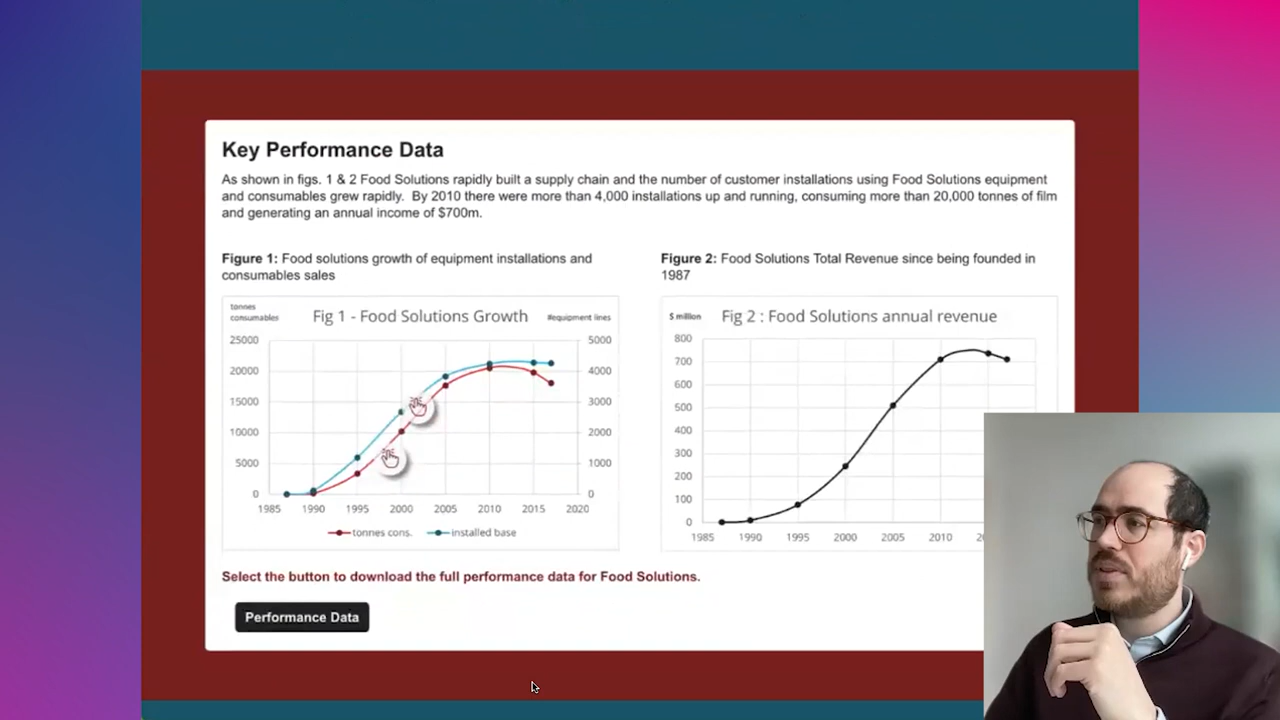 Key Performance Data
As shown in figs. 1 & 2 Food Solutions rapidly built a supply chain and the number of customer installations using Food Solutions equipment
and consumables grew rapidly. By 2010 there were more than 4,000 installations up and running, consuming more than 20,000 tonnes of film
and generating an annual income of $700m.
Figure 1: Food solutions growth of equipment installations and
consumables sales
tonnes
consumables
Fig 1 - Food Solutions Growth
#equipment lines
25000
20000
15000
10000
5000
0
5000
4000
3000
2000
1000
0
1985 1990 1995 2000 2005 2010 2015 2020
tonnes cons. installed base
Figure 2: Food Solutions Total Revenue since being founded in
1987
$ million
Fig 2 : Food Solutions annual revenue
800
700
600
500
400
300
200
100
0
1985 1990 1995 2000 2005 2010
Select the button to download the full performance data for Food Solutions.
Performance Data